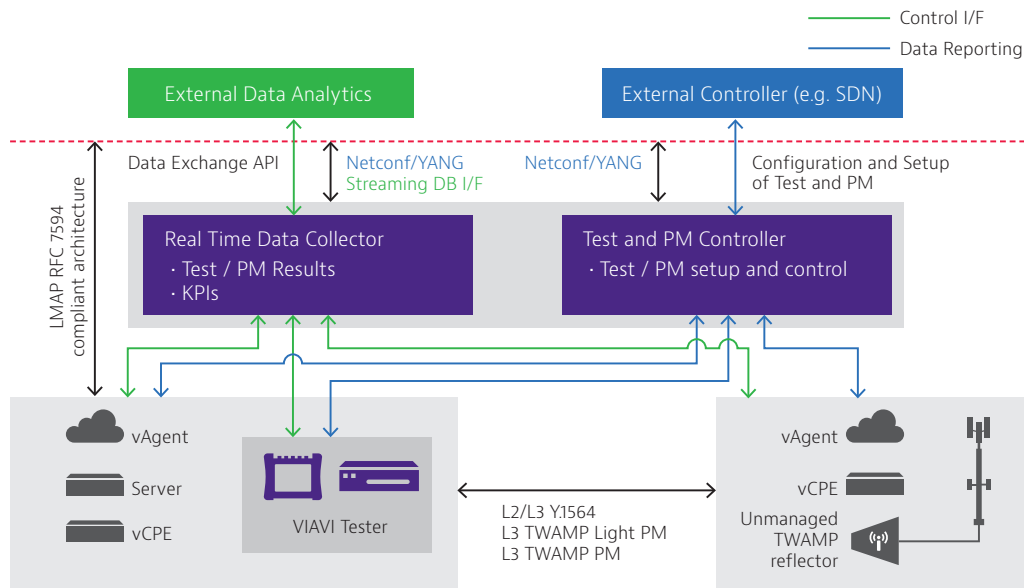 Control I/F
Data Reporting
External Data Analytics
External Controller (e.g. SDN)
Data Exchange API
Netconf/YANG
Streaming DB I/F
Netconf/YANG
Configuration and Setup
of Test and PM
LMAP RFC 7594
compliant architecture
Real Time Data Collector
· Test / PM Results
· KPIs
Test and PM Controller
· Test / PM setup and control
vAgent
Server
vCPE
VIAVI Tester
L2/L3 Y.1564
L3 TWAMP Light PM
L3 TWAMP PM
vAgent
vCPE
Unmanaged
TWAMP
reflector